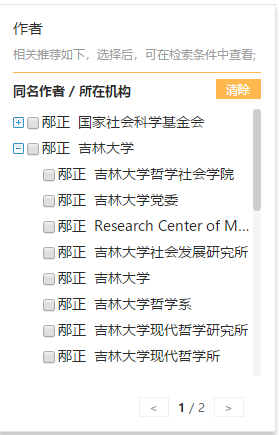 作者
相关推荐如下，选择后，可在检索条件中查看;
同名作者 / 所在机构 清除
邴正 国家社会科学基金会
邴正 吉林大学
邴正 吉林大学哲学社会学院
邴正 吉林大学党委
邴正 Research Center of M...
邴正 吉林大学社会发展研究所
邴正 吉林大学
邴正 吉林大学哲学系
邴正 吉林大学现代哲学研究所
邴正 吉林大学现代哲学所
< 1 / 2 >